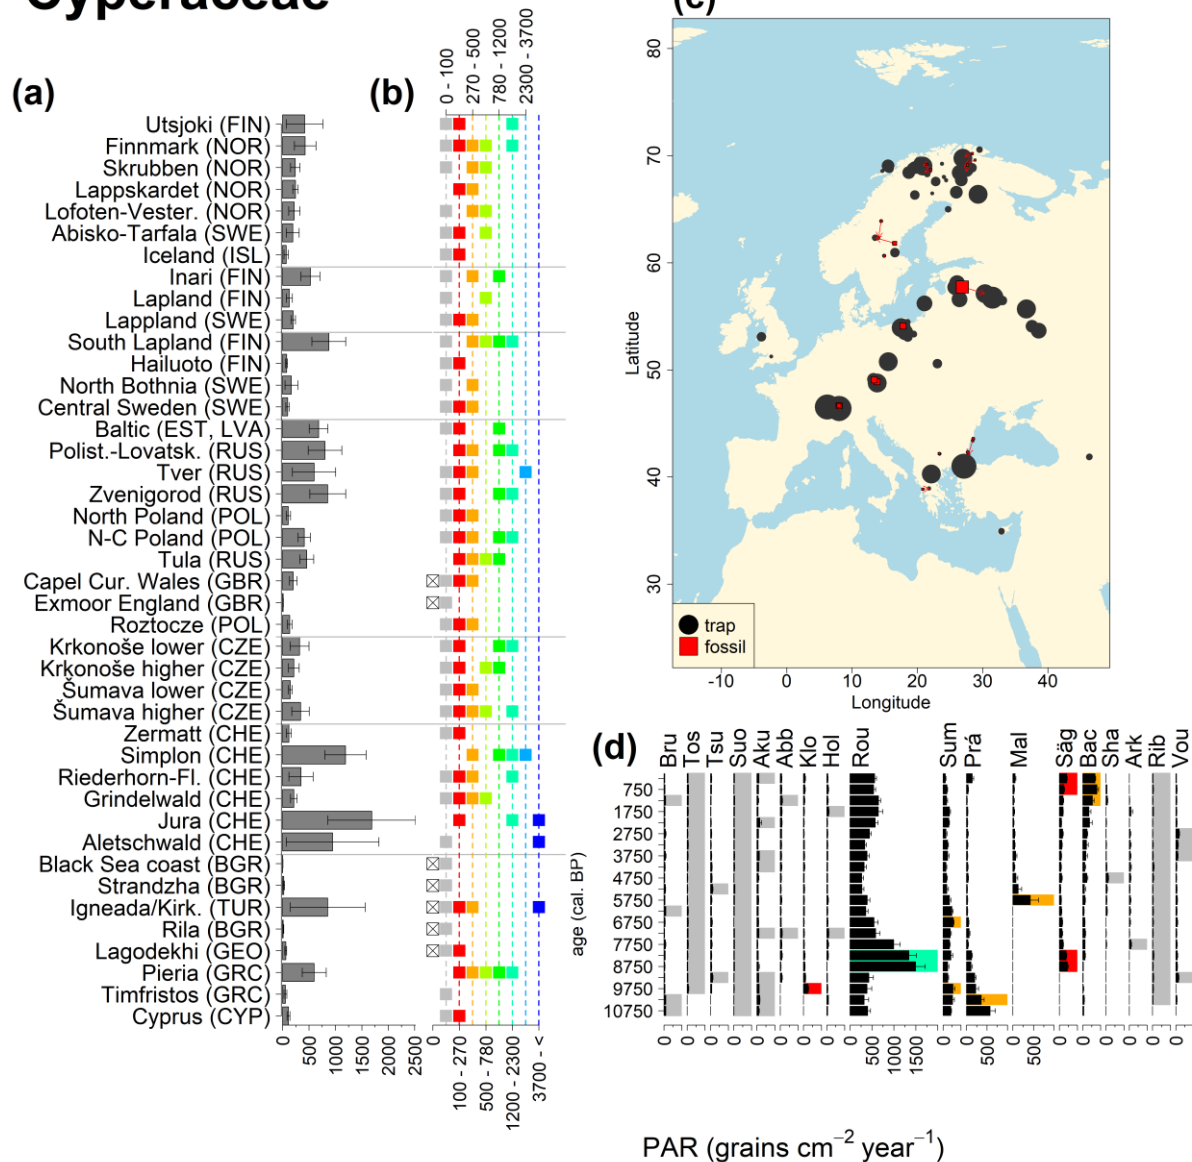 Cyperaceae
(a)
(b)
(c)
0 - 100
270 - 500
780 - 1200
2300 - 3700
Utsjoki (FIN)
Finnmark (NOR)
Skrubben (NOR)
Lappskardet (NOR)
Lofoten-Vester. (NOR)
Abisko-Tarfala (SWE)
Iceland (ISL)
Inari (FIN)
Lapland (FIN)
Lappland (SWE)
South Lapland (FIN)
Hailuoto (FIN)
North Bothnia (SWE)
Central Sweden (SWE)
Baltic (EST, LVA)
Polist.-Lovatsk. (RUS)
Tver (RUS)
Zvenigorod (RUS)
North Poland (POL)
N-C Poland (POL)
Tula (RUS)
Capel Cur. Wales (GBR)
Exmoor England (GBR)
Roztocze (POL)
Krkonoše lower (CZE)
Krkonoše higher (CZE)
Šumava lower (CZE)
Šumava higher (CZE)
Zermatt (CHE)
Simplon (CHE)
Riederhorn-Fl. (CHE)
Grindelwald (CHE)
Jura (CHE)
Aletschwald (CHE)
Black Sea coast (BGR)
Strandzha (BGR)
Igneada/Kirk. (TUR)
Rila (BGR)
Lagodekhi (GEO)
Pieria (GRC)
Timfristos (GRC)
Cyprus (CYP)
0 500 1000 1500 2000 2500
0
100 - 270
500 - 780
1200 - 2300
3700 - <
80
70
60
50
40
30
Latitude
trap
fossil
-10 0 10 20 30 40
Longitude
(d)
Bru Tos Tsu Suo Aku Abb Klo Hol Rou Sum Prá Mal Säg Bac Sha Ark Rib Vou
age (cal. BP)
750
1750
2750
3750
4750
5750
6750
7750
8750
9750
10750
0 0 0 0 0 0 0 0 0 500 1000 1500 0 0 500 0 500 0 0 0 0 0 0
PAR (grains cm⁻² year⁻¹)